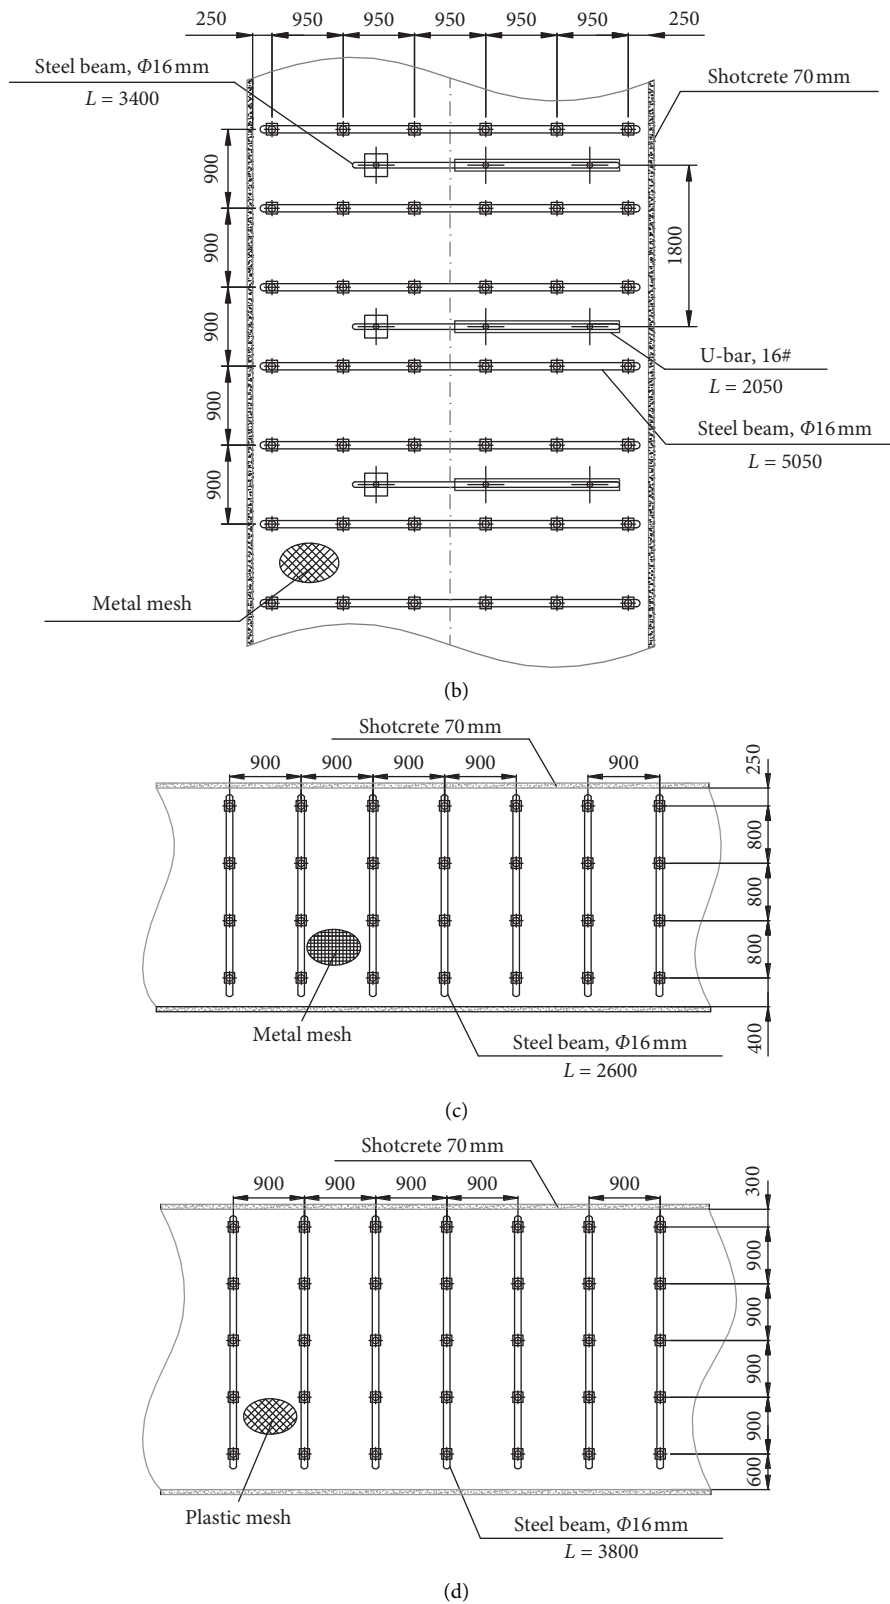 250 950 950 950 950 950 250
Steel beam, Φ16 mm
L = 3400
Shotcrete 70 mm
900
900
900
900
900
1800
U-bar, 16#
L = 2050
Steel beam, Φ16 mm
L = 5050
Metal mesh
(b)
Shotcrete 70 mm
900 900 900 900 900
250
800
800
800
400
Metal mesh
Steel beam, Φ16 mm
L = 2600
(c)
Shotcrete 70 mm
900 900 900 900 900
300
900
900
900
900
600
Plastic mesh
Steel beam, Φ16 mm
L = 3800
(d)